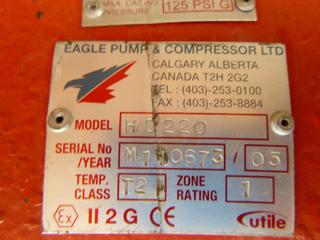 MAX. CASING
PRESSURE 125 PSI G
EAGLE PUMP & COMPRESSOR LTD
CALGARY ALBERTA
CANADA T2H 2G2
TEL : (403)-253-0100
FAX : (403)-253-8884
MODEL HD220
SERIAL No
/YEAR M110673/05
TEMP.
CLASS T2 ZONE
RATING 1
Ex II 2 G CE utile